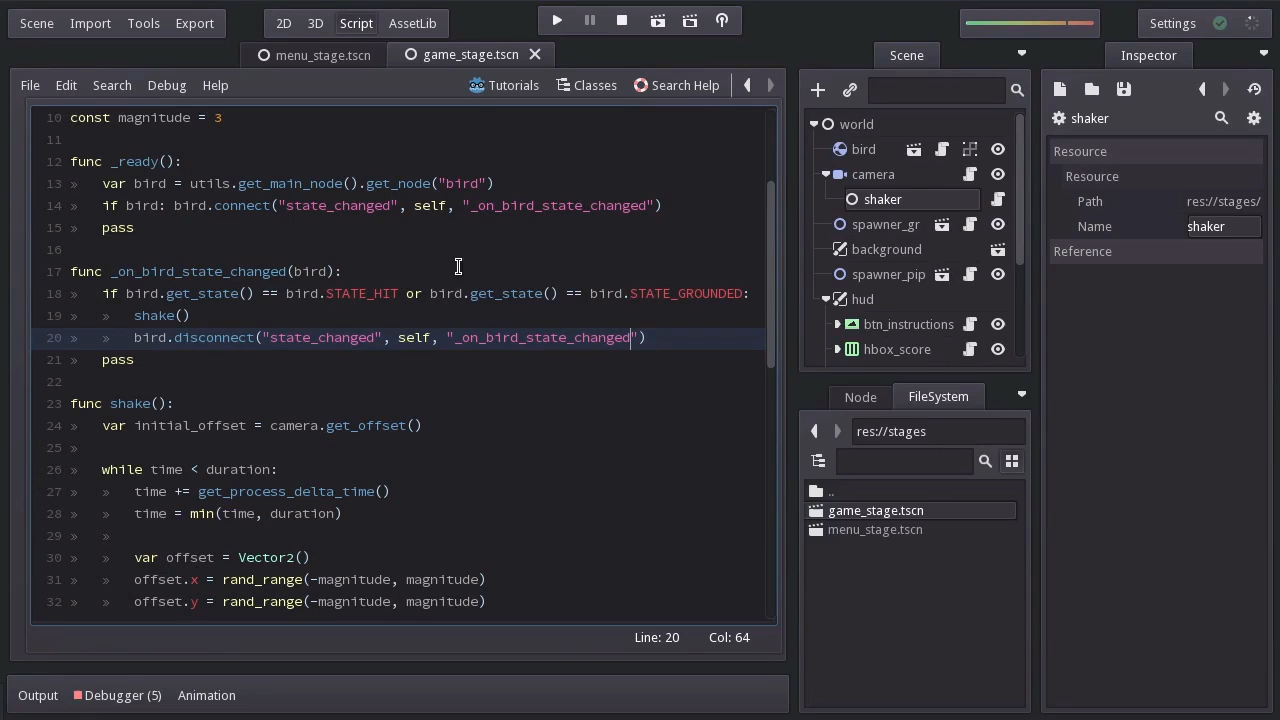 Scene Import Tools Export 2D 3D Script AssetLib Settings
menu_stage.tscn game_stage.tscn
File Edit Search Debug Help Tutorials Classes Search Help
10 const magnitude = 3
11
12 func _ready():
13 » var bird = utils.get_main_node().get_node("bird")
14 » if bird: bird.connect("state_changed", self, "_on_bird_state_changed")
15 » pass
16
17 func _on_bird_state_changed(bird):
18 » if bird.get_state() == bird.STATE_HIT or bird.get_state() == bird.STATE_GROUNDED:
19 » » shake()
20 » » bird.disconnect("state_changed", self, "_on_bird_state_changed")
21 » pass
22
23 func shake():
24 » var initial_offset = camera.get_offset()
25 »
26 » while time < duration:
27 » » time += get_process_delta_time()
28 » » time = min(time, duration)
29 » »
30 » » var offset = Vector2()
31 » » offset.x = rand_range(-magnitude, magnitude)
32 » » offset.y = rand_range(-magnitude, magnitude)
Line: 20 Col: 64
Output Debugger (5) Animation
Scene
world
bird
camera
shaker
spawner_gr
background
spawner_pip
hud
btn_instructions
hbox_score
Node FileSystem
res://stages
..
game_stage.tscn
menu_stage.tscn
Inspector
shaker
Resource
Resource
Path res://stages/
Name shaker
Reference